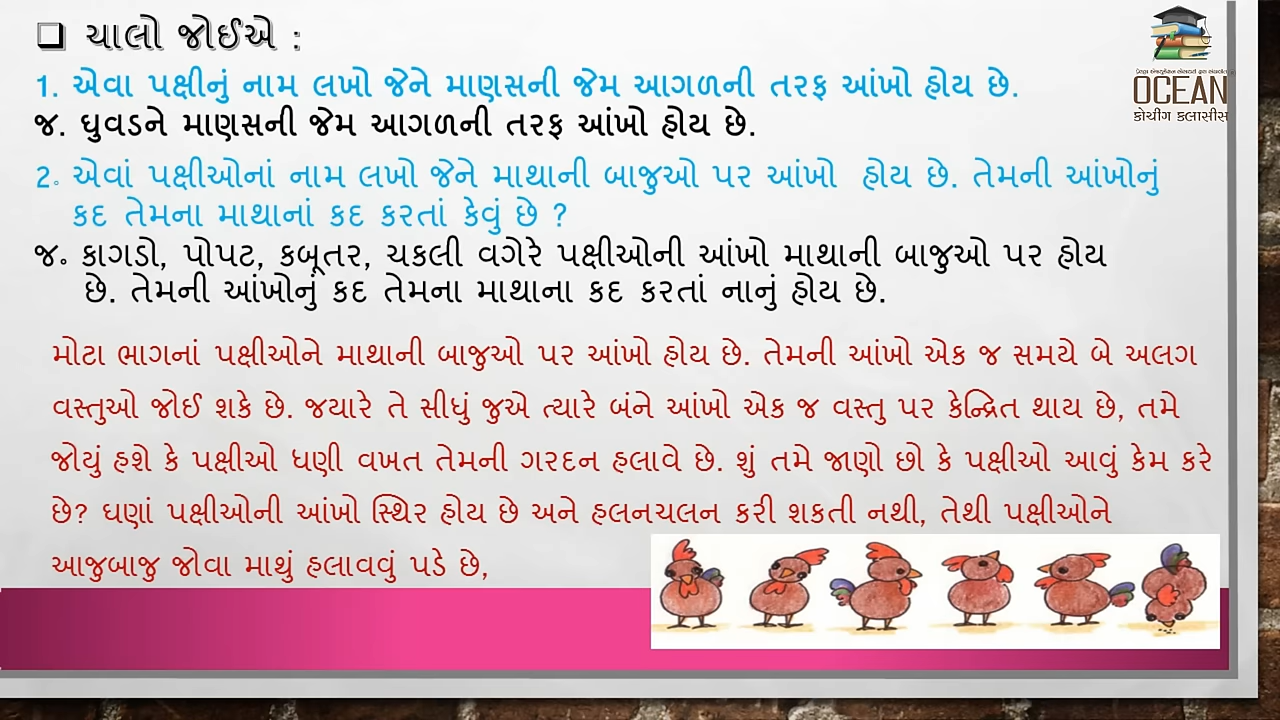 ❑ ચાલો જોઈએ :
1. એવા પક્ષીનું નામ લખો જેને માણસની જેમ આગળની તરફ આંખો હોય છે.
જ. ઘુવડને માણસની જેમ આગળની તરફ આંખો હોય છે.
2. એવાં પક્ષીઓનાં નામ લખો જેને માથાની બાજુઓ પર આંખો હોય છે. તેમની આંખોનું
કદ તેમના માથાનાં કદ કરતાં કેવું છે ?
જ. કાગડો, પોપટ, કબૂતર, ચકલી વગેરે પક્ષીઓની આંખો માથાની બાજુઓ પર હોય
છે. તેમની આંખોનું કદ તેમના માથાના કદ કરતાં નાનું હોય છે.
મોટા ભાગનાં પક્ષીઓને માથાની બાજુઓ પર આંખો હોય છે. તેમની આંખો એક જ સમયે બે અલગ
વસ્તુઓ જોઈ શકે છે. જયારે તે સીધું જુએ ત્યારે બંને આંખો એક જ વસ્તુ પર કેન્દ્રિત થાય છે, તમે
જોયું હશે કે પક્ષીઓ ધણી વખત તેમની ગરદન હલાવે છે. શું તમે જાણો છો કે પક્ષીઓ આવું કેમ કરે
છે? ઘણાં પક્ષીઓની આંખો સ્થિર હોય છે અને હલનચલન કરી શકતી નથી, તેથી પક્ષીઓને
આજુબાજુ જોવા માથું હલાવવું પડે છે,
OCEAN
કોચીંગ કલાસીસ